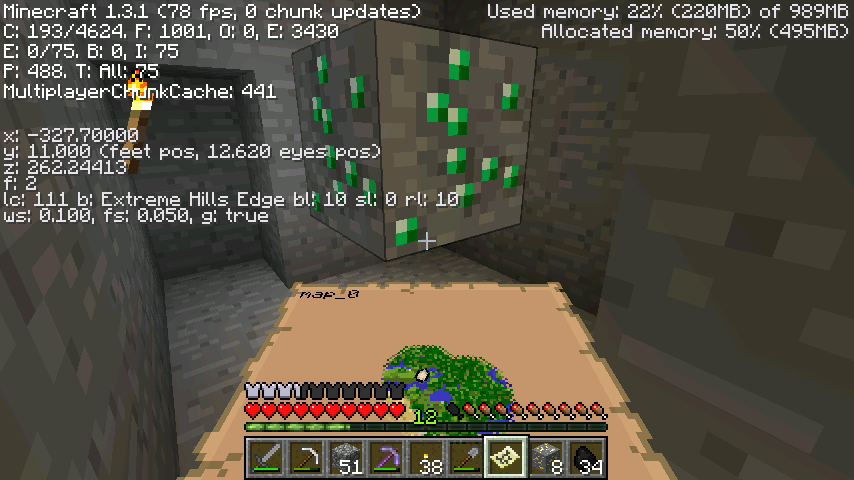 Minecraft 1.3.1 (78 fps, 0 chunk updates)
Used memory: 22% (220MB) of 989MB
C: 193/4624. F: 1001, O: 0, E: 3430
Allocated memory: 50% (495MB)
E: 0/75. B: 0, I: 75
P: 488. T: All: 75
MultiplayerChunkCache: 441
x: -327.70000
y: 11.000 (feet pos, 12.620 eyes pos)
z: 262.24413
f: 2
lc: 111 b: Extreme Hills Edge bl: 10 sl: 0 rl: 10
ws: 0.100, fs: 0.050, g: true
map_0
12
51
38
8
34